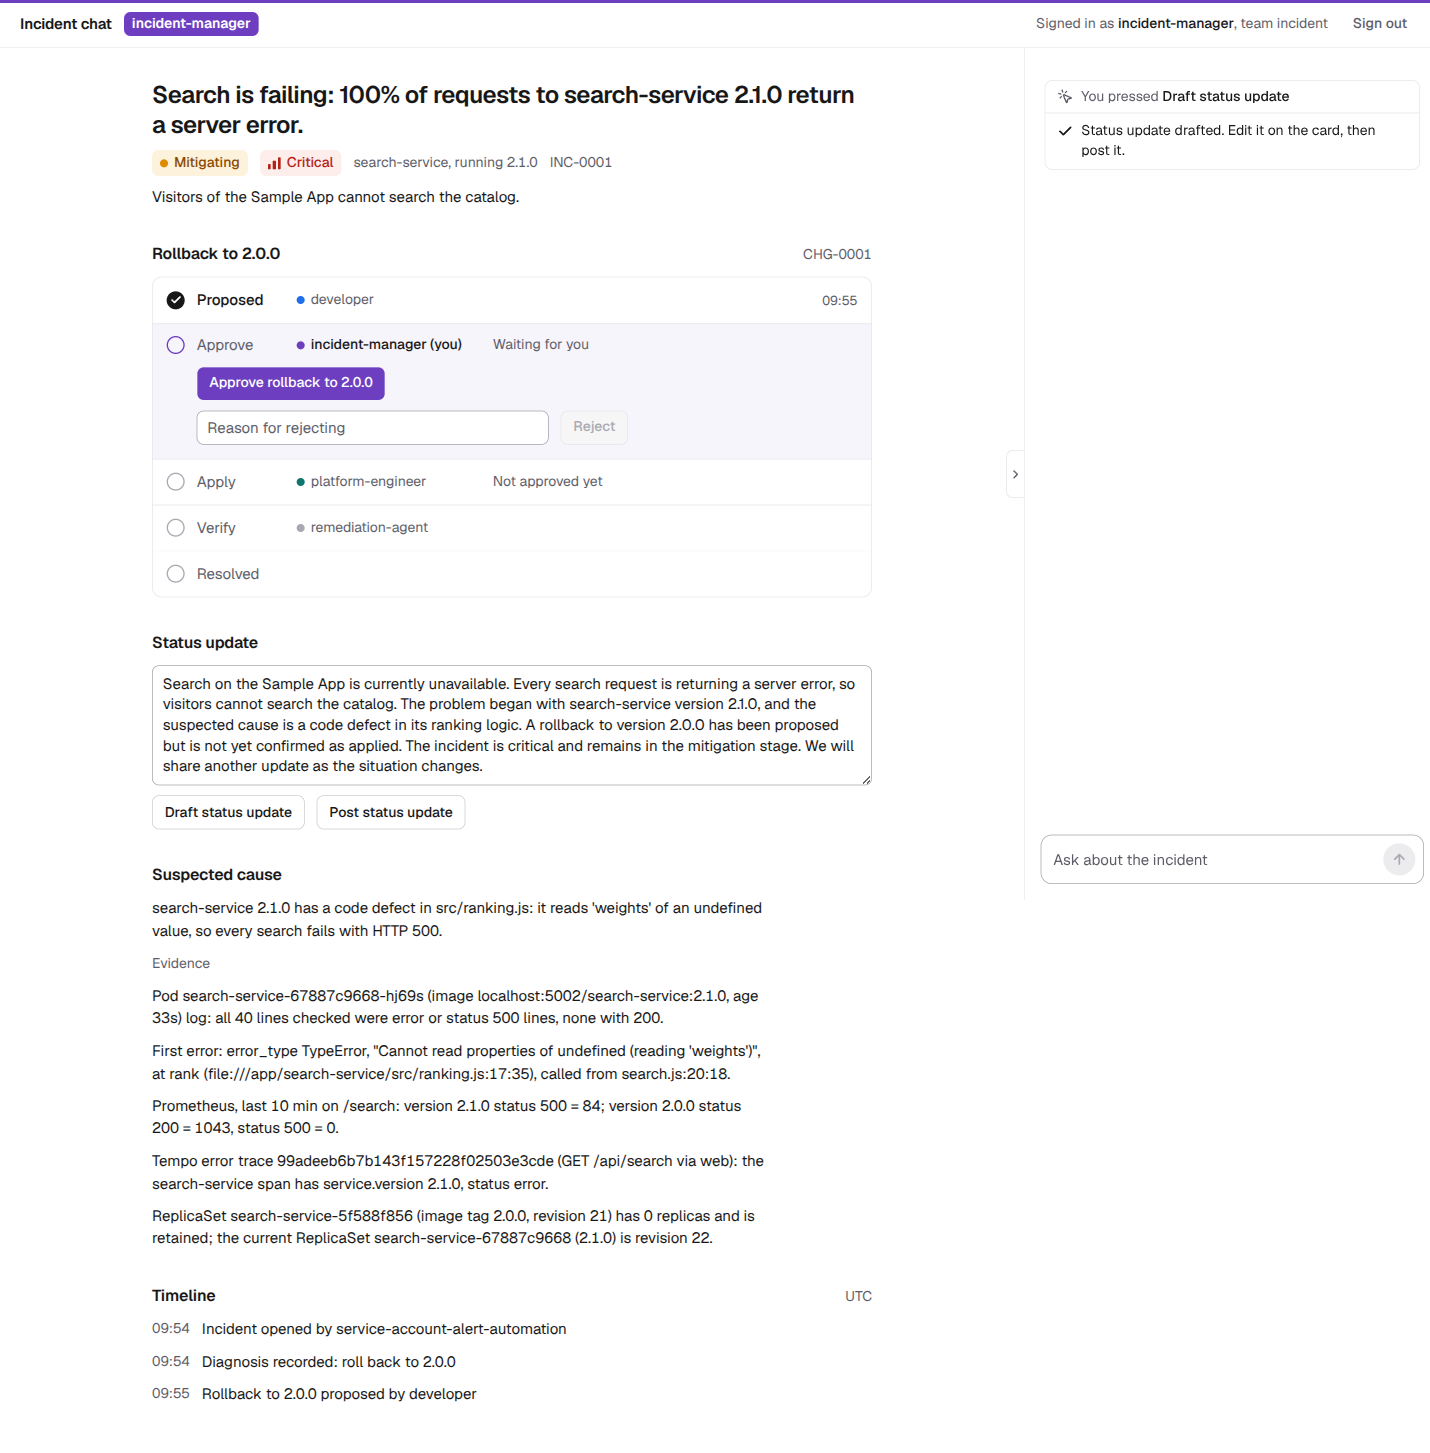 Incident chat incident-manager
Signed in as incident-manager, team incident Sign out
Search is failing: 100% of requests to search-service 2.1.0 return
a server error.
Mitigating Critical search-service, running 2.1.0 INC-0001
Visitors of the Sample App cannot search the catalog.
Rollback to 2.0.0 CHG-0001
Proposed developer 09:55
Approve incident-manager (you) Waiting for you
Approve rollback to 2.0.0
Reason for rejecting Reject
Apply platform-engineer Not approved yet
Verify remediation-agent
Resolved
Status update
Search on the Sample App is currently unavailable. Every search request is returning a server error, so
visitors cannot search the catalog. The problem began with search-service version 2.1.0, and the
suspected cause is a code defect in its ranking logic. A rollback to version 2.0.0 has been proposed
but is not yet confirmed as applied. The incident is critical and remains in the mitigation stage. We will
share another update as the situation changes.
Draft status update Post status update
Suspected cause
search-service 2.1.0 has a code defect in src/ranking.js: it reads 'weights' of an undefined
value, so every search fails with HTTP 500.
Evidence
Pod search-service-67887c9668-hj69s (image localhost:5002/search-service:2.1.0, age
33s) log: all 40 lines checked were error or status 500 lines, none with 200.
First error: error_type TypeError, "Cannot read properties of undefined (reading 'weights')",
at rank (file:///app/search-service/src/ranking.js:17:35), called from search.js:20:18.
Prometheus, last 10 min on /search: version 2.1.0 status 500 = 84; version 2.0.0 status
200 = 1043, status 500 = 0.
Tempo error trace 99adeeb6b7b143f157228f02503e3cde (GET /api/search via web): the
search-service span has service.version 2.1.0, status error.
ReplicaSet search-service-5f588f856 (image tag 2.0.0, revision 21) has 0 replicas and is
retained; the current ReplicaSet search-service-67887c9668 (2.1.0) is revision 22.
Timeline UTC
09:54 Incident opened by service-account-alert-automation
09:54 Diagnosis recorded: roll back to 2.0.0
09:55 Rollback to 2.0.0 proposed by developer
You pressed Draft status update
Status update drafted. Edit it on the card, then
post it.
Ask about the incident